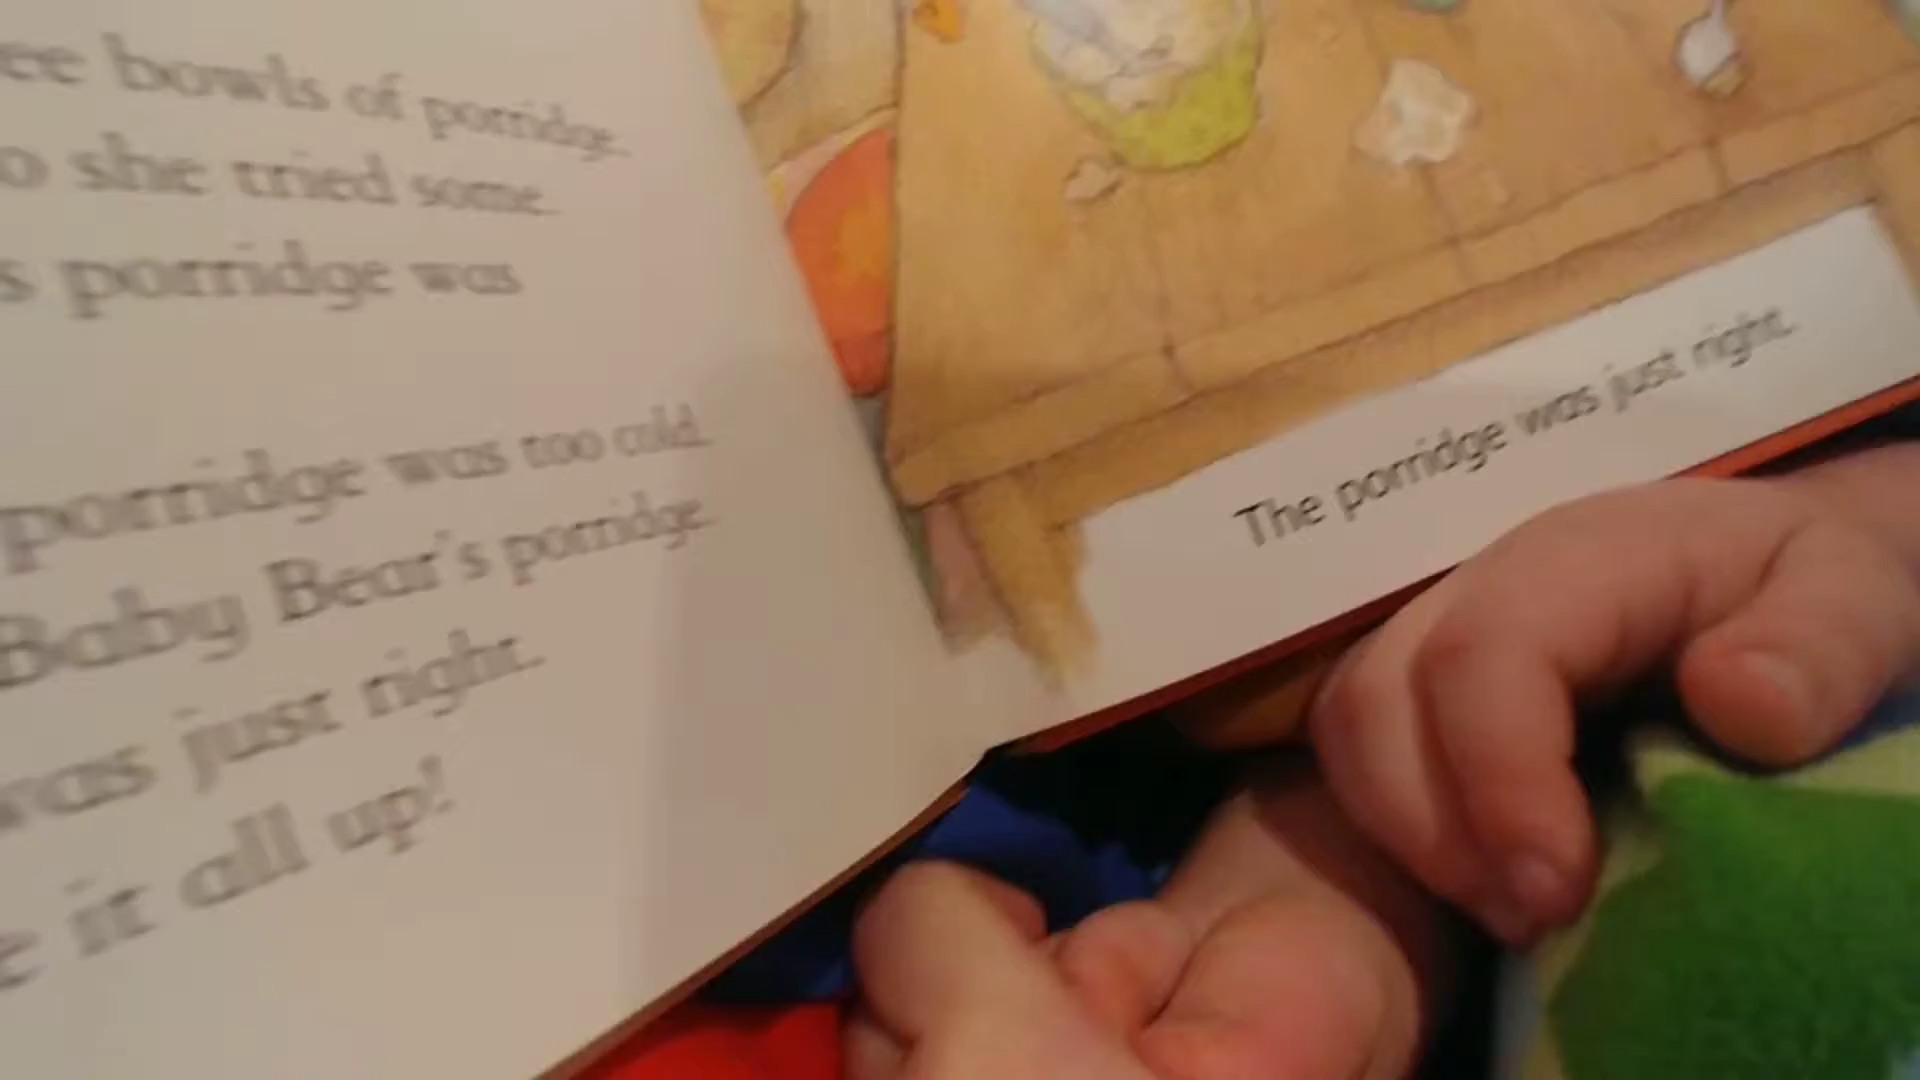 bowls of porridge.
she tried some.
porridge was
porridge was too cold.
Baby Bear's porridge.
was just right.
it all up!
The porridge was just right.